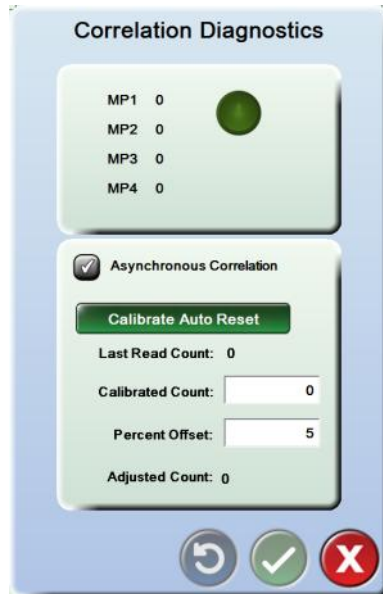 Correlation Diagnostics
MP1 0
MP2 0
MP3 0
MP4 0
Asynchronous Correlation
Calibrate Auto Reset
Last Read Count: 0
Calibrated Count: 0
Percent Offset: 5
Adjusted Count: 0